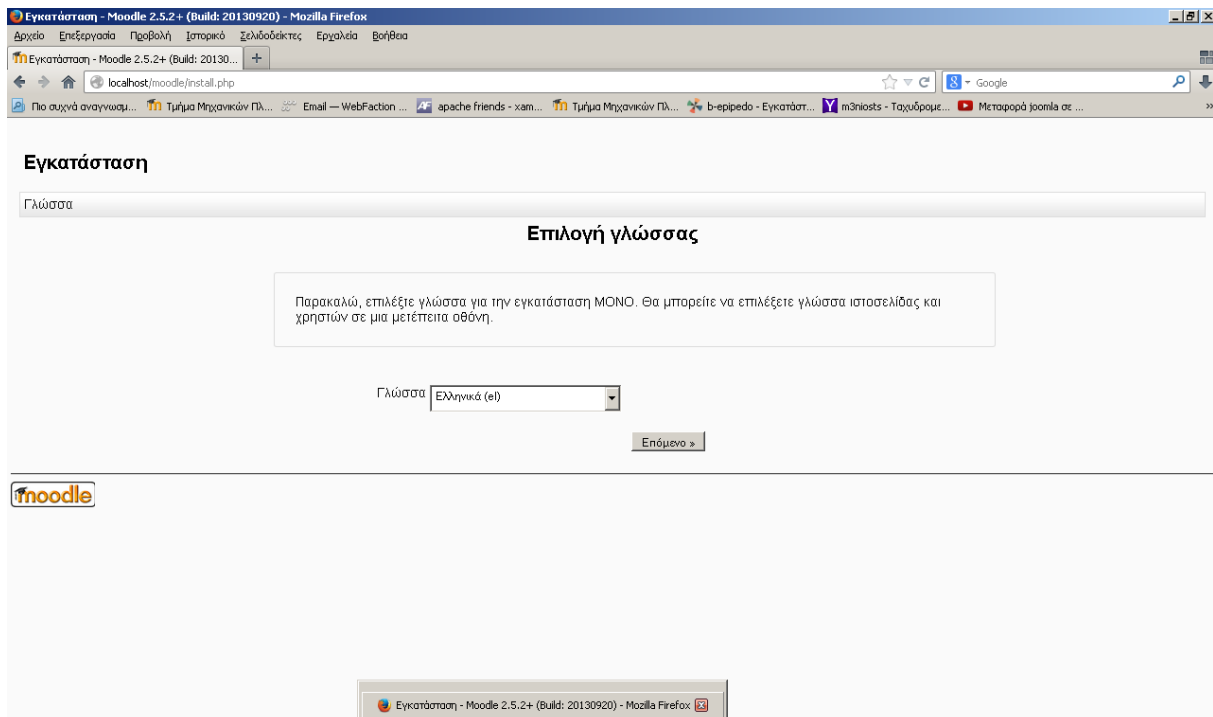 Εγκατάσταση - Moodle 2.5.2+ (Build: 20130920) - Mozilla Firefox
Αρχείο Επεξεργασία Προβολή Ιστορικό Σελιδοδείκτες Εργαλεία Βοήθεια
Εγκατάσταση - Moodle 2.5.2+ (Build: 20130... +
localhost/moodle/install.php Google
Πιο συχνά αναγνωσμ... Τμήμα Μηχανικών Πλ... Email — WebFaction ... apache friends - xam... Τμήμα Μηχανικών Πλ... b-epipedo - Εγκατάστ... m3niosts - Ταχυδρομε... Μεταφορά joomla σε ... »
Εγκατάσταση
Γλώσσα
Επιλογή γλώσσας
Παρακαλώ, επιλέξτε γλώσσα για την εγκατάσταση ΜΟΝΟ. Θα μπορείτε να επιλέξετε γλώσσα ιστοσελίδας και
χρηστών σε μια μετέπειτα οθόνη.
Γλώσσα Ελληνικά (el)
Επόμενο »
moodle
Εγκατάσταση - Moodle 2.5.2+ (Build: 20130920) - Mozilla Firefox